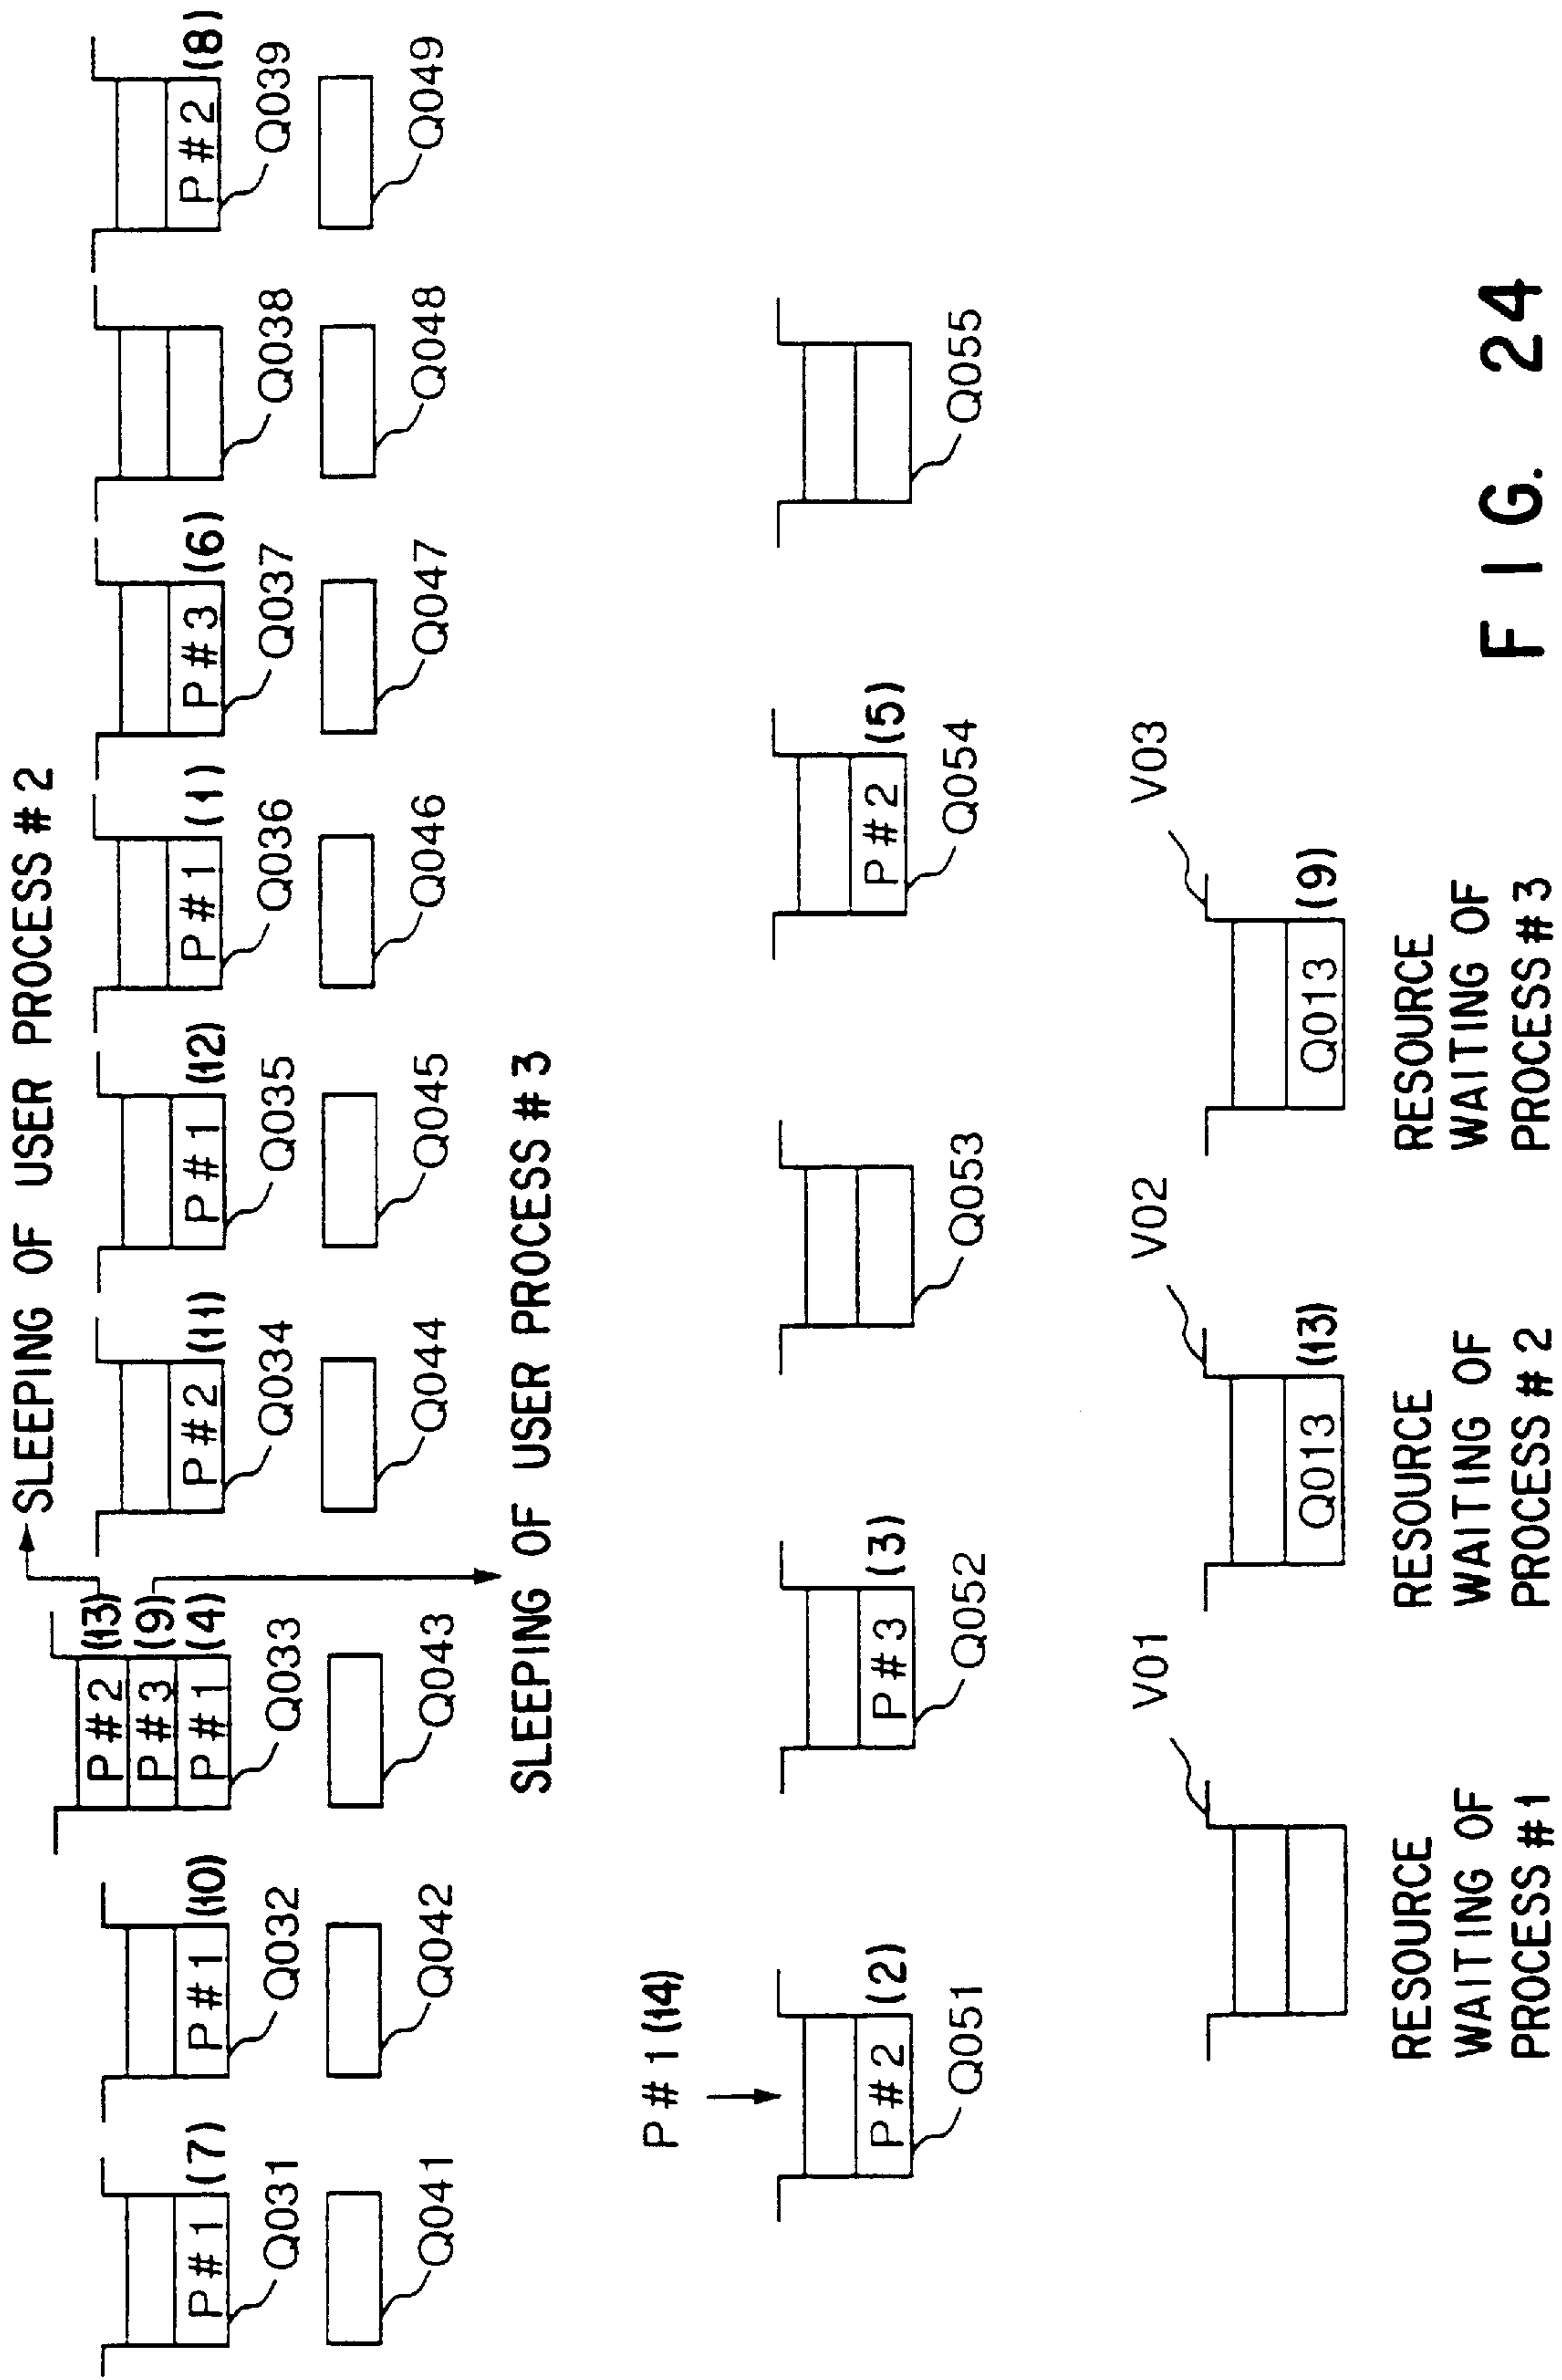 SLEEPING OF USER PROCESS #2
P#2 (13)
P#3 (9)
P#1 (7)
P#1 (10)
P#1 (4)
P#2 (11)
P#1 (12)
P#1 (1)
P#3 (6)
P#2 (8)
Q031
Q032
Q033
Q034
Q035
Q036
Q037
Q038
Q039
Q041
Q042
Q043
Q044
Q045
Q046
Q047
Q048
Q049
SLEEPING OF USER PROCESS #3
P#1 (14)
P#2 (2)
P#3 (3)
P#2 (5)
Q051
Q052
Q053
Q054
Q055
V01
V02
V03
Q013 (13)
Q013 (9)
RESOURCE
WAITING OF
PROCESS #1
RESOURCE
WAITING OF
PROCESS #2
RESOURCE
WAITING OF
PROCESS #3
FIG. 24